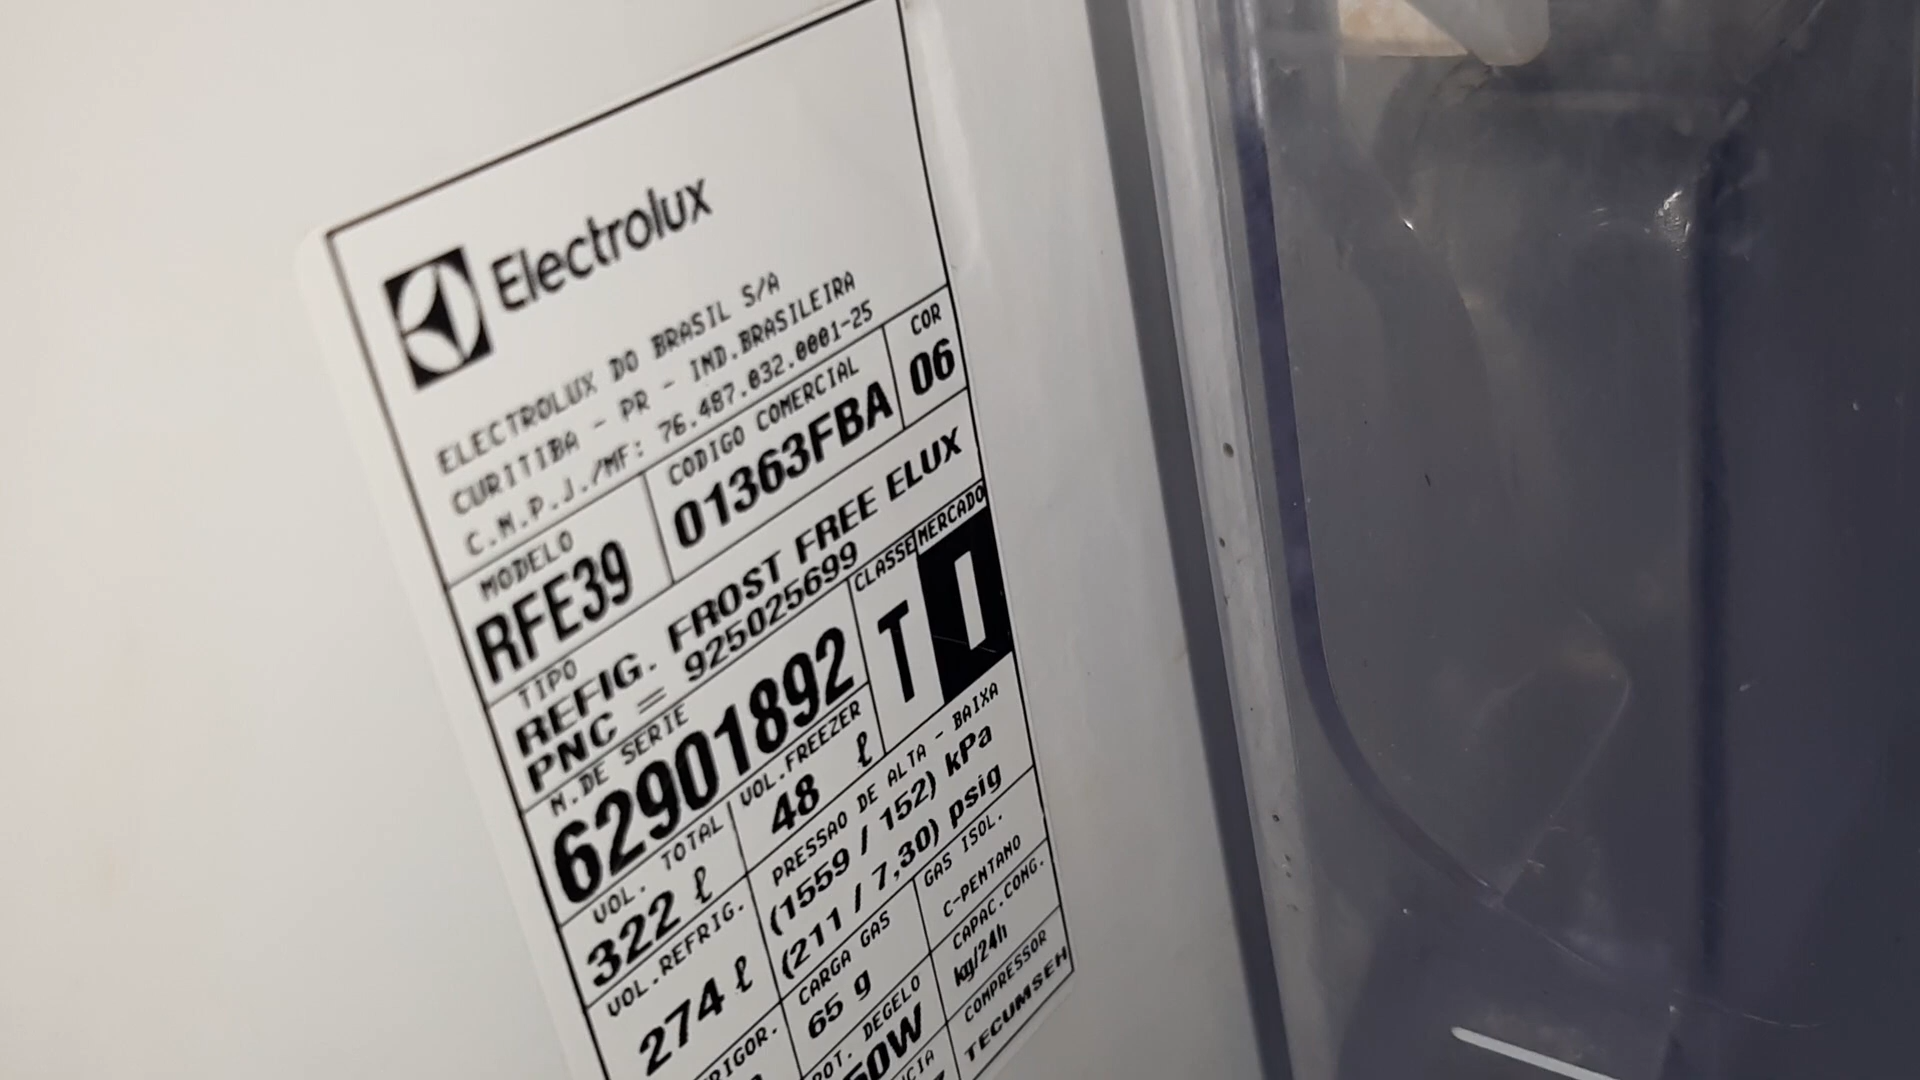 Electrolux
ELECTROLUX DO BRASIL S/A
CURITIBA - PR - IND.BRASILEIRA
C.N.P.J./MF: 76.487.032.0001-25
MODELO
RFE39
CODIGO COMERCIAL
01363FBA
COR
06
TIPO
REFIG. FROST FREE ELUX
PNC = 925025699
N.DE SERIE
62901892
CLASSE
T
MERCADO
I
VOL. TOTAL
322 ℓ
VOL.FREEZER
48 ℓ
VOL.REFRIG.
274 ℓ
PRESSAO DE ALTA - BAIXA
(1559 / 152) kPa
(211 / 7,30) psig
CARGA GAS
65 g
GAS ISOL.
C-PENTANO
CAPAC.CONG.
kg/24h
DEGELO
COMPRESSOR
TECUMSEH